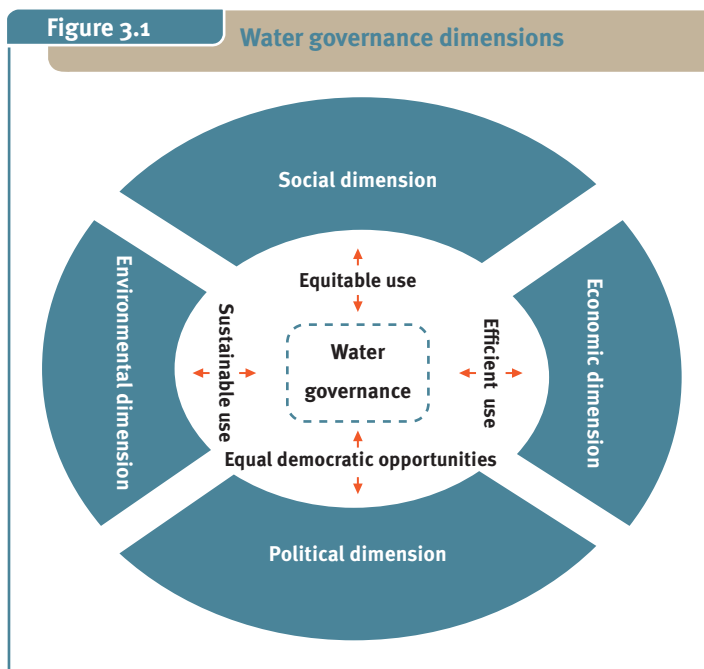 Figure 3.1
Water governance dimensions
Social dimension
Equitable use
Environmental dimension
Sustainable use
Water
governance
Efficient use
Economic dimension
Equal democratic opportunities
Political dimension